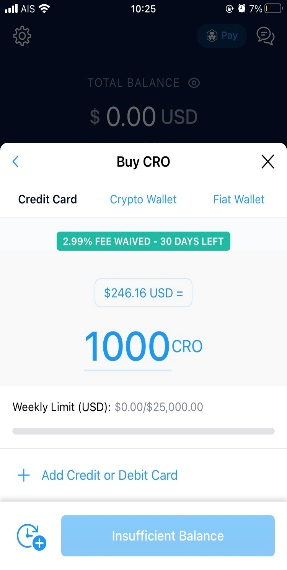 AIS 10:25 7%
Pay
TOTAL BALANCE
$ 0.00 USD
Buy CRO
Credit Card Crypto Wallet Fiat Wallet
2.99% FEE WAIVED - 30 DAYS LEFT
$246.16 USD =
1000 CRO
Weekly Limit (USD): $0.00/$25,000.00
+ Add Credit or Debit Card
Insufficient Balance